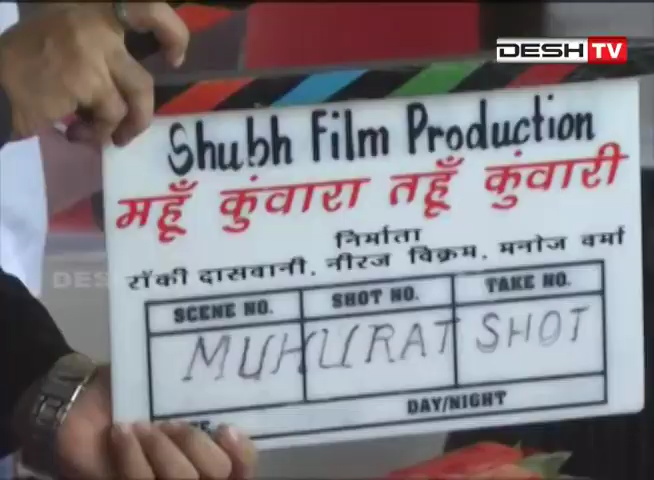 DESH TV
Shubh Film Production
महूँ कुंवारा तहूँ कुंवारी
निर्माता
रॉकी दासवानी. नीरज विक्रम. मनोज वर्मा
DES
SCENE NO. SHOT NO. TAKE NO.
MUHURAT SHOT
DAY/NIGHT